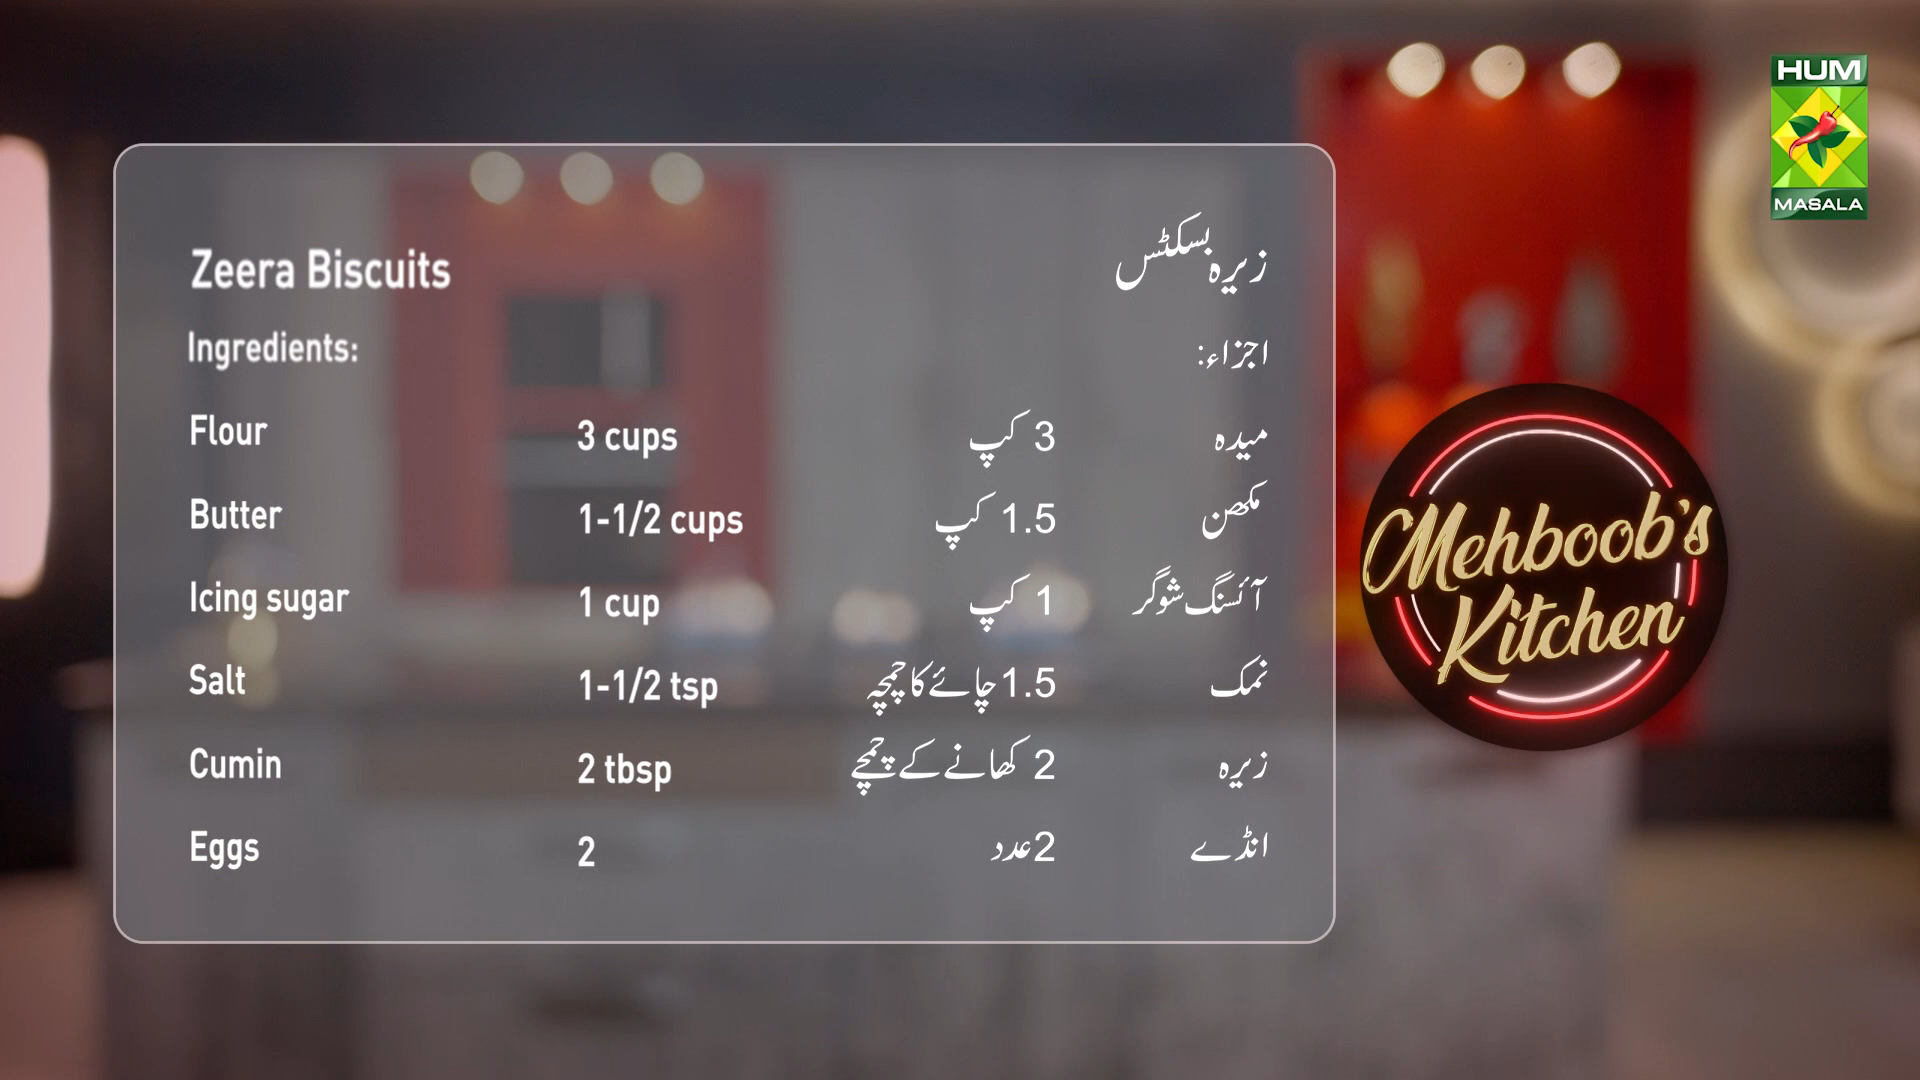 HUM
MASALA
Zeera Biscuits زیرہ بسکٹس
Ingredients: اجزاء:
Flour 3 cups 3 کپ میدہ
Butter 1-1/2 cups 1.5 کپ مکھن
Icing sugar 1 cup 1 کپ آئسنگ شوگر
Salt 1-1/2 tsp 1.5 چائے کا چمچہ نمک
Cumin 2 tbsp 2 کھانے کے چمچے زیرہ
Eggs 2 2 عدد انڈے
Mehboob's
Kitchen